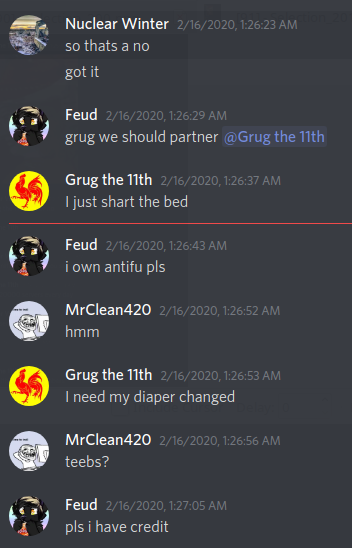 Nuclear Winter 2/16/2020, 1:26:23 AM
so thats a no
got it
Feud 2/16/2020, 1:26:29 AM
grug we should partner @Grug the 11th
Grug the 11th 2/16/2020, 1:26:37 AM
I just shart the bed
Feud 2/16/2020, 1:26:43 AM
i own antifu pls
MrClean420 2/16/2020, 1:26:52 AM
hmm
Grug the 11th 2/16/2020, 1:26:53 AM
I need my diaper changed
MrClean420 2/16/2020, 1:26:56 AM
teebs?
Feud 2/16/2020, 1:27:05 AM
pls i have credit